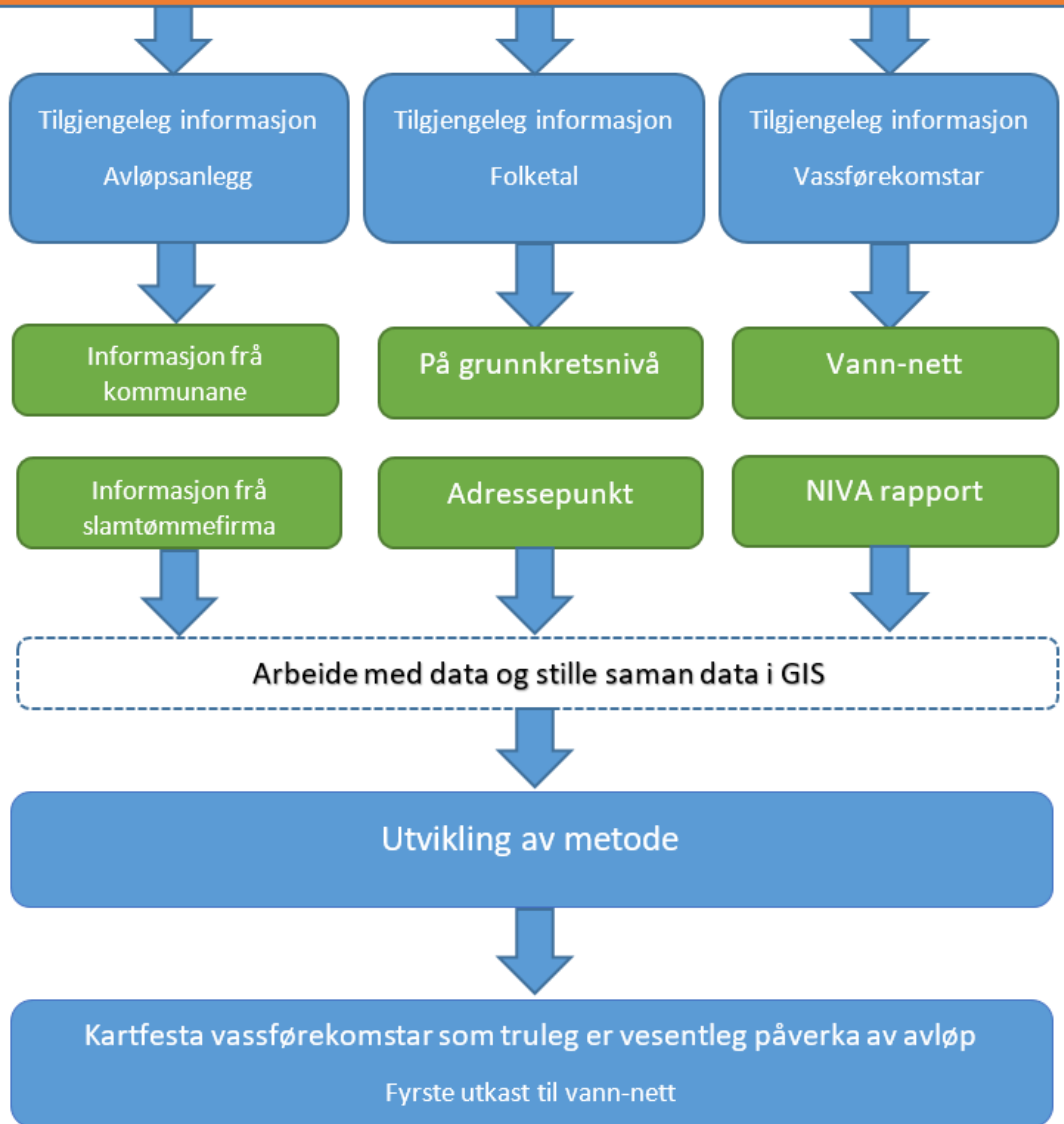 Tilgjengeleg informasjon
Avløpsanlegg
Tilgjengeleg informasjon
Folketal
Tilgjengeleg informasjon
Vassførekomstar
Informasjon frå
kommunane
På grunnkretsnivå
Vann-nett
Informasjon frå
slamtømmefirma
Adressepunkt
NIVA rapport
Arbeide med data og stille saman data i GIS
Utvikling av metode
Kartfesta vassførekomstar som truleg er vesentleg påverka av avløp
Fyrste utkast til vann-nett